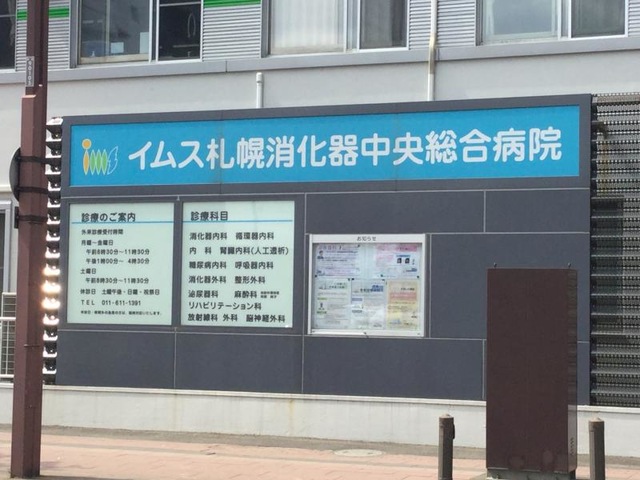 ims イムス札幌消化器中央総合病院
診療のご案内
外来診療受付時間
月曜〜金曜日
午前8時30分〜11時30分
午後1時00分〜 4時30分
土曜日
午前8時30分〜11時30分
休診日 土曜午後・日曜・祝祭日
TEL 011-611-1391
診療科目
消化器内科 循環器内科
内 科 腎臓内科(人工透析)
糖尿病内科 呼吸器内科
消化器外科 整形外科
泌尿器科 麻酔科
リハビリテーション科
放射線科 外科 脳神経外科
お知らせ